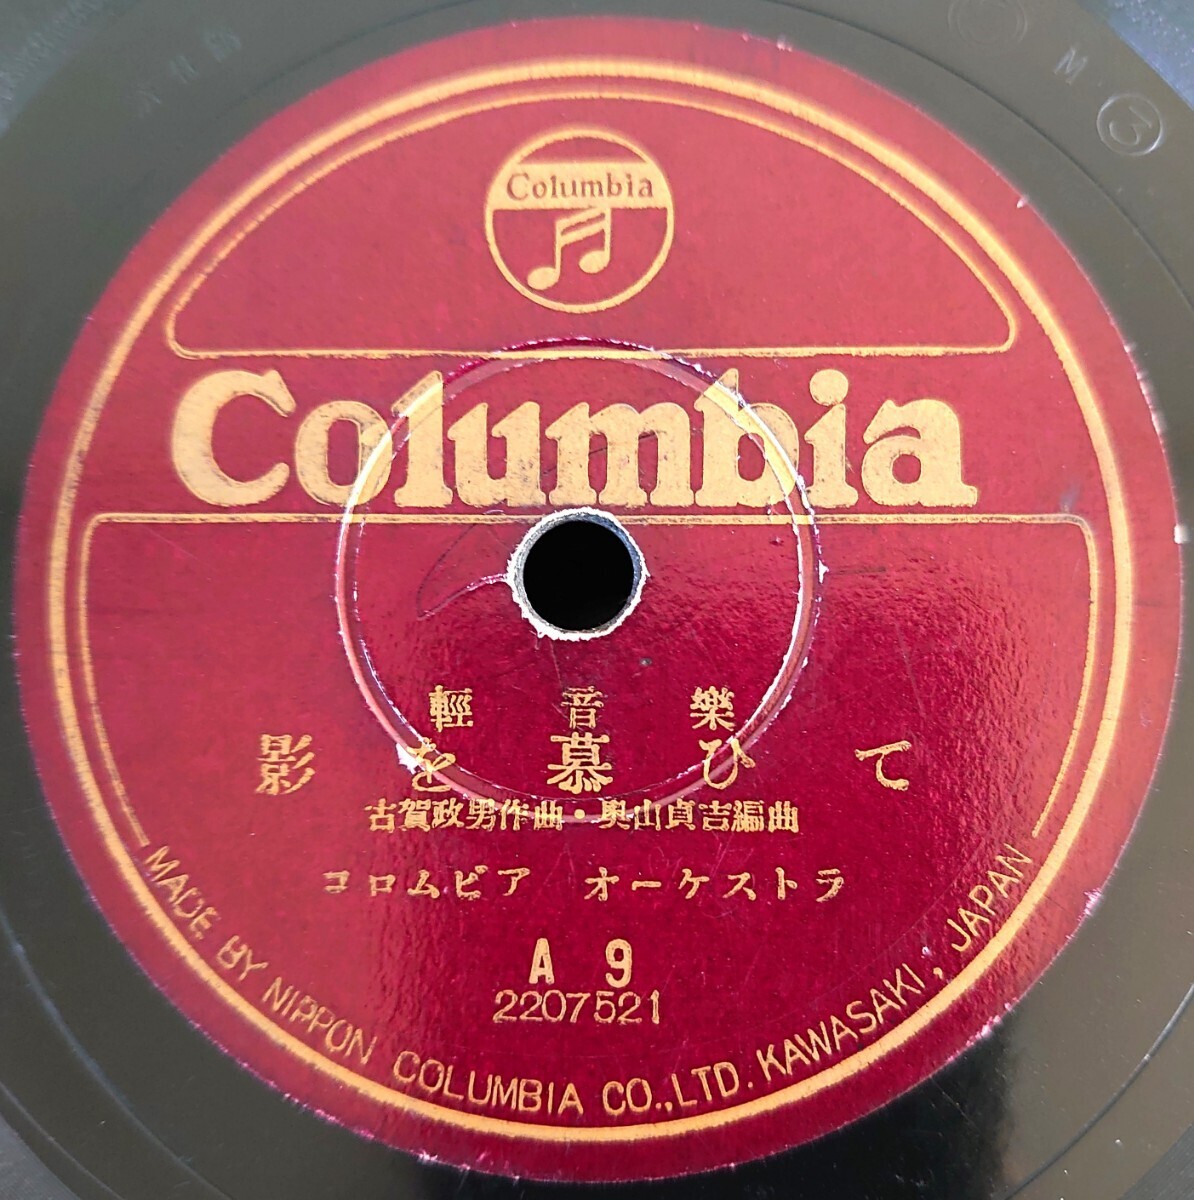 Columbia
Columbia
輕音樂
影を慕ひて
古賀政男作曲・奥山貞吉編曲
コロムビア オーケストラ
A 9
2207521
MADE BY NIPPON COLUMBIA CO.,LTD. KAWASAKI, JAPAN
M 3